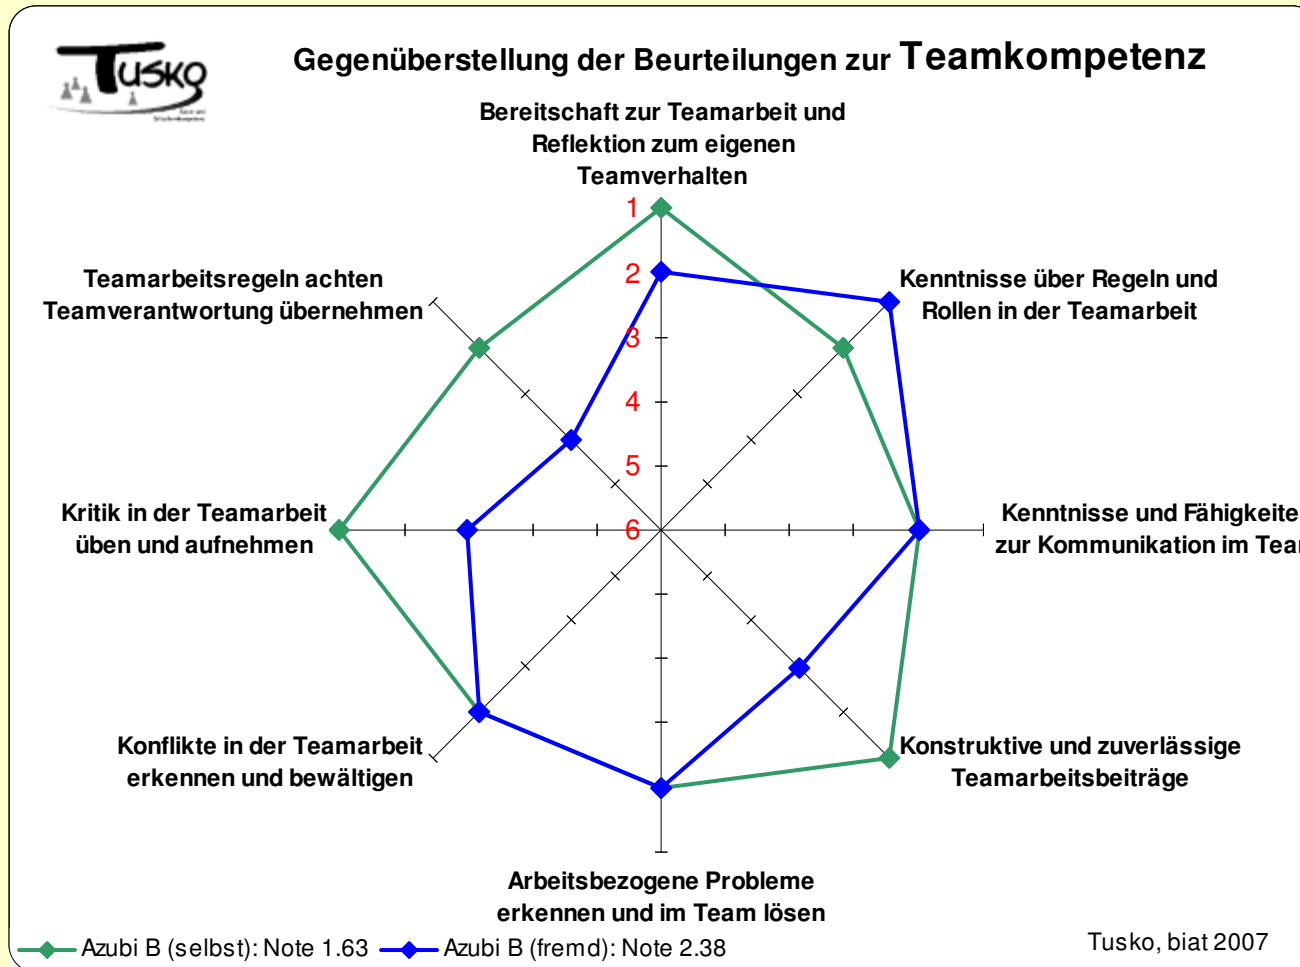 Tusko
Gegenüberstellung der Beurteilungen zur Teamkompetenz
Bereitschaft zur Teamarbeit und
Reflektion zum eigenen
Teamverhalten
1
2
3
4
5
6
Kenntnisse über Regeln und
Rollen in der Teamarbeit
Kenntnisse und Fähigkeite
zur Kommunikation im Tear
Konstruktive und zuverlässige
Teamarbeitsbeiträge
Arbeitsbezogene Probleme
erkennen und im Team lösen
Konflikte in der Teamarbeit
erkennen und bewältigen
Kritik in der Teamarbeit
üben und aufnehmen
Teamarbeitsregeln achten
Teamverantwortung übernehmen
Azubi B (selbst): Note 1.63
Azubi B (fremd): Note 2.38
Tusko, biat 2007